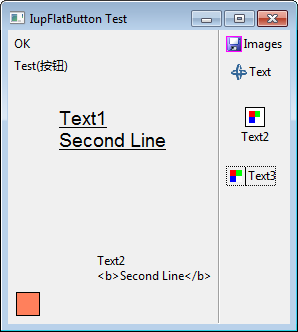 IupFlatButton Test
OK
Test(按钮)
Text1
Second Line
Text2
<b>Second Line</b>
Images
Text
Text2
Text3